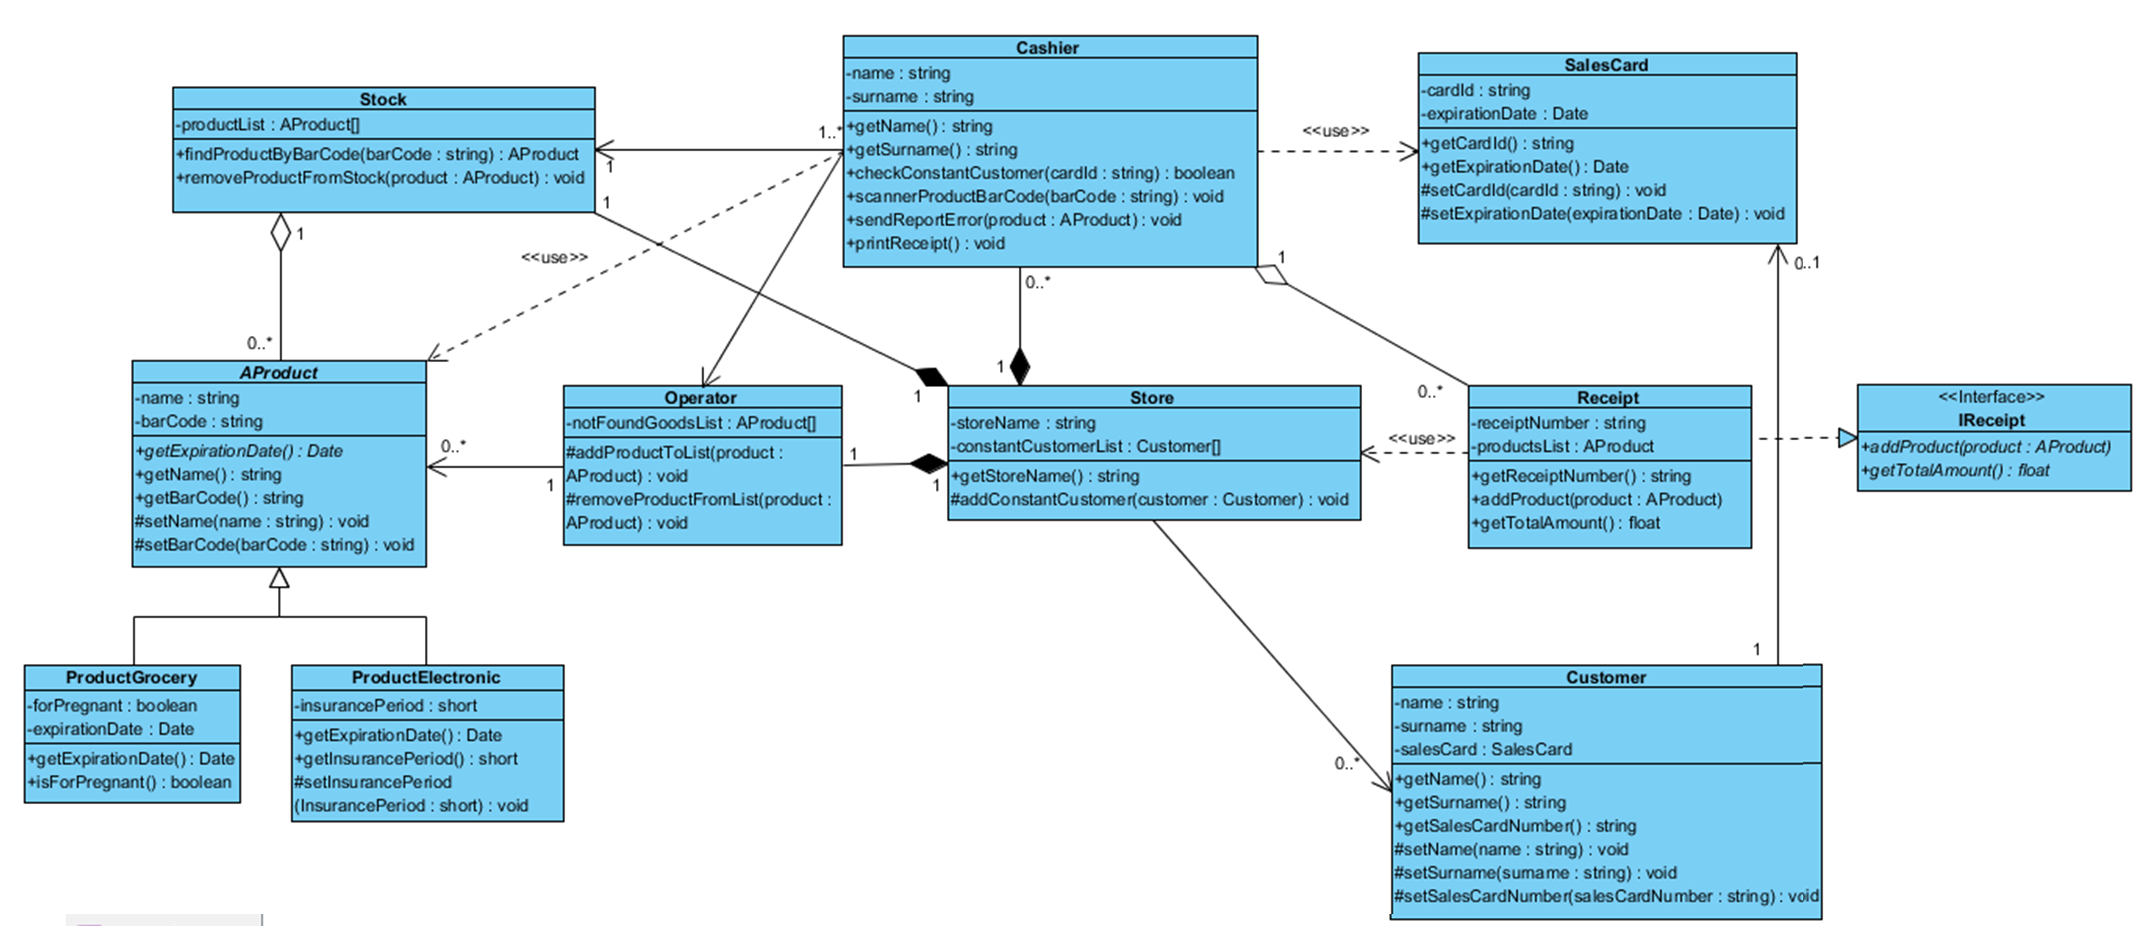 Cashier
-name : string
-surname : string
+getName() : string
+getSurname() : string
+checkConstantCustomer(cardId : string) : boolean
+scannerProductBarCode(barCode : string) : void
+sendReportError(product : AProduct) : void
+printReceipt() : void
SalesCard
-cardId : string
-expirationDate : Date
+getCardId() : string
+getExpirationDate() : Date
#setCardId(cardId : string) : void
#setExpirationDate(expirationDate : Date) : void
Stock
-productList : AProduct[]
+findProductByBarCode(barCode : string) : AProduct
+removeProductFromStock(product : AProduct) : void
1..*
1
<<use>>
1
1
<<use>>
0..*
1
0..1
0..*
1
1
0..*
AProduct
-name : string
-barCode : string
+getExpirationDate() : Date
+getName() : string
+getBarCode() : string
#setName(name : string) : void
#setBarCode(barCode : string) : void
0..*
1
Operator
-notFoundGoodsList : AProduct[]
#addProductToList(product :
AProduct) : void
#removeProductFromList(product :
AProduct) : void
1
1
Store
-storeName : string
-constantCustomerList : Customer[]
+getStoreName() : string
#addConstantCustomer(customer : Customer) : void
<<use>>
Receipt
-receiptNumber : string
-productsList : AProduct
+getReceiptNumber() : string
+addProduct(product : AProduct)
+getTotalAmount() : float
<<Interface>>
IReceipt
+addProduct(product : AProduct)
+getTotalAmount() : float
ProductGrocery
-forPregnant : boolean
-expirationDate : Date
+getExpirationDate() : Date
+isForPregnant() : boolean
ProductElectronic
-insurancePeriod : short
+getExpirationDate() : Date
+getInsurancePeriod() : short
#setInsurancePeriod
(InsurancePeriod : short) : void
1
0..*
Customer
-name : string
-surname : string
-salesCard : SalesCard
+getName() : string
+getSurname() : string
+getSalesCardNumber() : string
#setName(name : string) : void
#setSurname(surname : string) : void
#setSalesCardNumber(salesCardNumber : string) : void